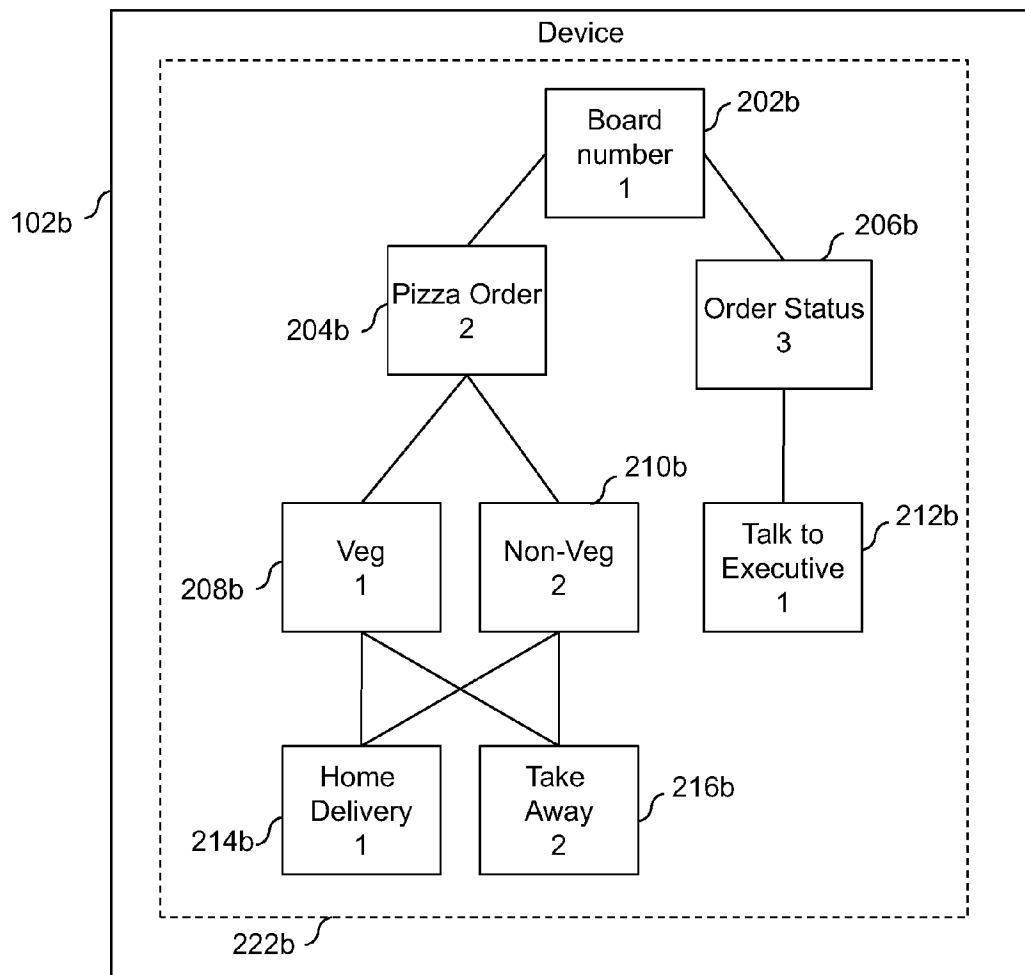 Device
202b
Board
number
1
102b
206b
Pizza Order
2
204b
Order Status
3
210b
Veg
1
208b
Non-Veg
2
Talk to
Executive
1
212b
Home
Delivery
1
214b
Take
Away
2
216b
222b